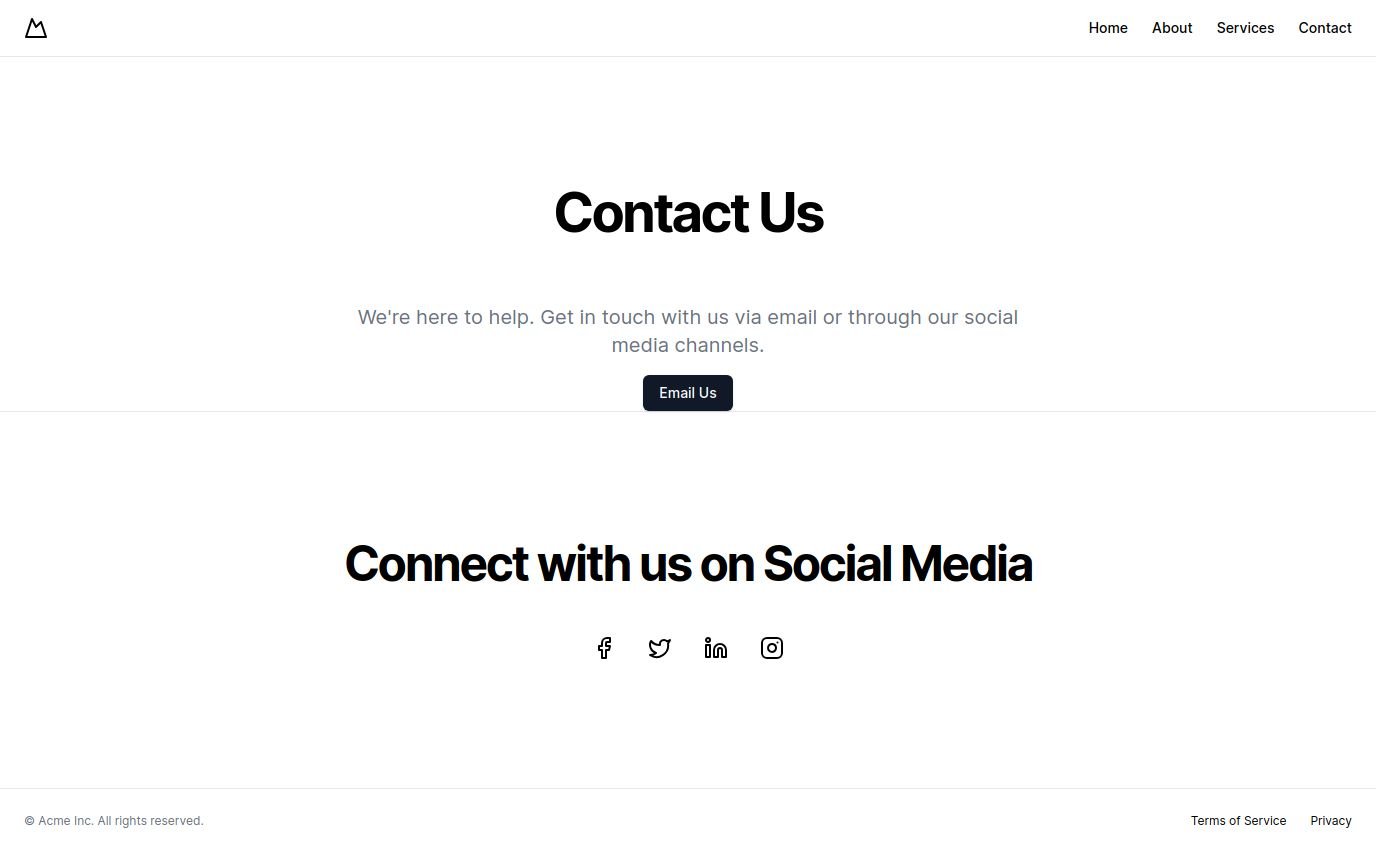 Home About Services Contact
Contact Us
We're here to help. Get in touch with us via email or through our social
media channels.
Email Us
Connect with us on Social Media
© Acme Inc. All rights reserved. Terms of Service Privacy